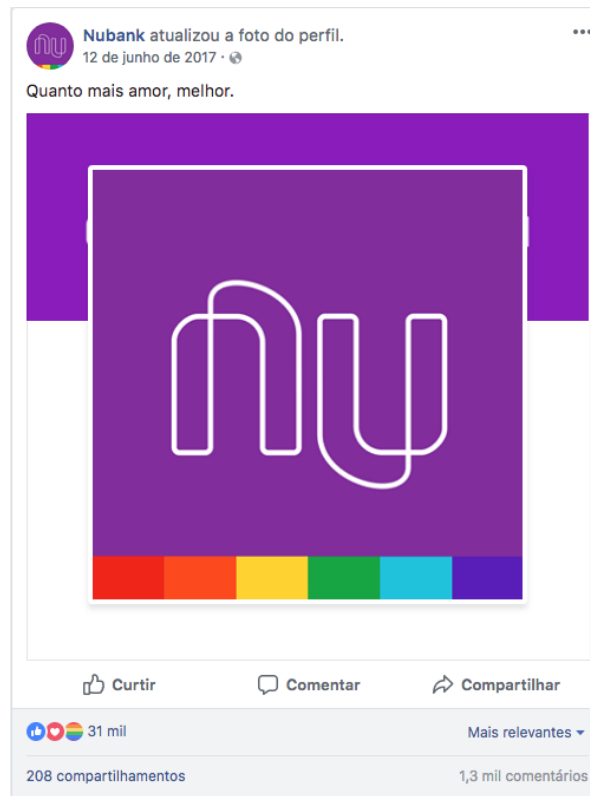 nu
Nubank atualizou a foto do perfil.
12 de junho de 2017 ·
Quanto mais amor, melhor.
nu
Curtir Comentar Compartilhar
31 mil Mais relevantes
208 compartilhamentos 1,3 mil comentários